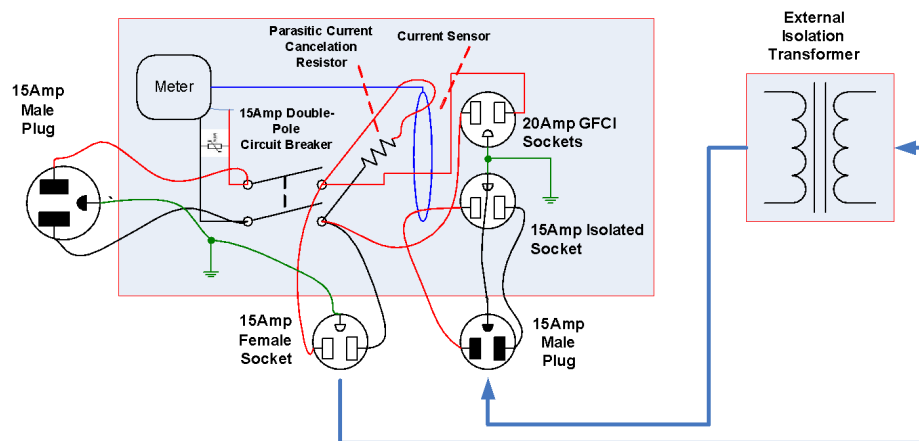 External
Isolation
Transformer
Parasitic Current
Cancelation
Resistor
Current Sensor
Meter
15Amp
Male
Plug
15Amp Double-
Pole
Circuit Breaker
20Amp GFCI
Sockets
15Amp Isolated
Socket
15Amp
Female
Socket
15Amp
Male
Plug